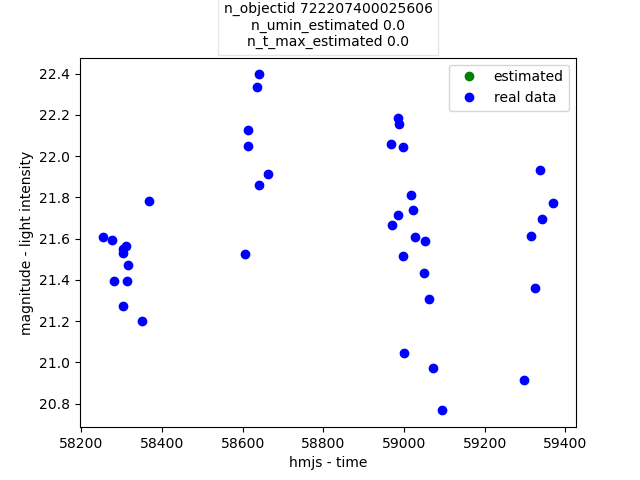 n_objectid 722207400025606
n_umin_estimated 0.0
n_t_max_estimated 0.0
estimated
real data
magnitude - light intensity
22.4
22.2
22.0
21.8
21.6
21.4
21.2
21.0
20.8
58200 58400 58600 58800 59000 59200 59400
hmjs - time